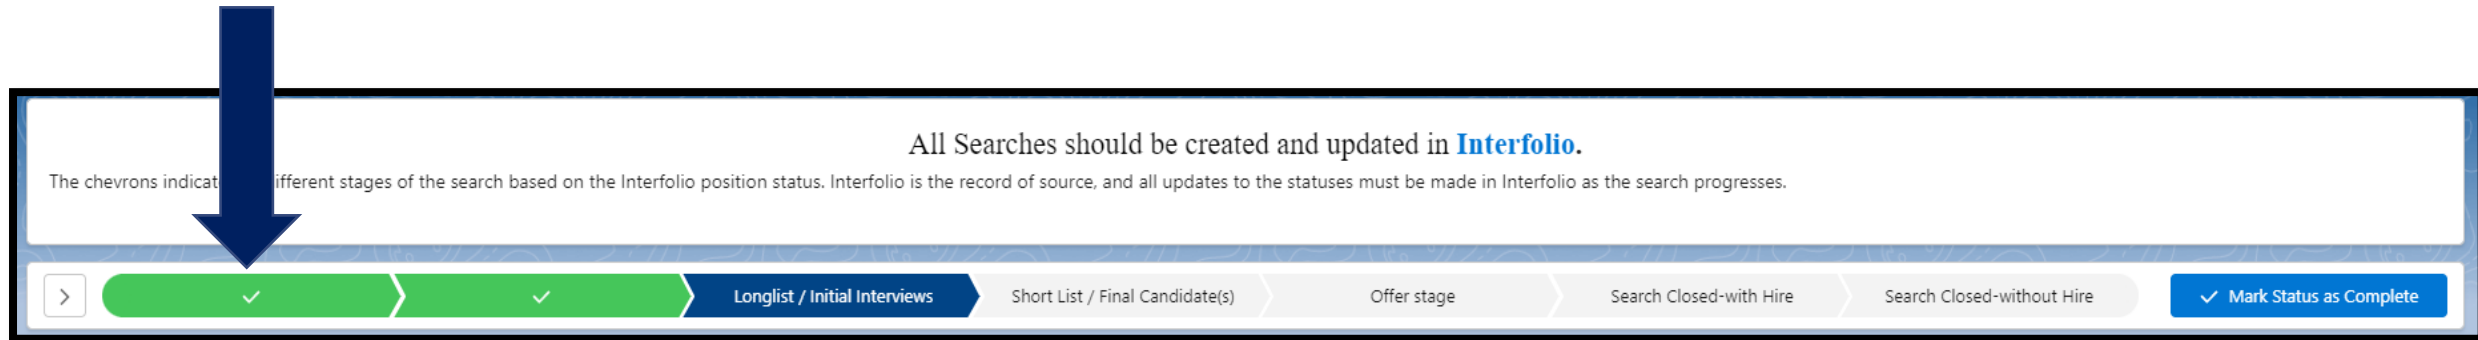 All Searches should be created and updated in Interfolio.
The chevrons indicat ifferent stages of the search based on the Interfolio position status. Interfolio is the record of source, and all updates to the statuses must be made in Interfolio as the search progresses.
Longlist / Initial Interviews
Short List / Final Candidate(s)
Offer stage
Search Closed-with Hire
Search Closed-without Hire
Mark Status as Complete